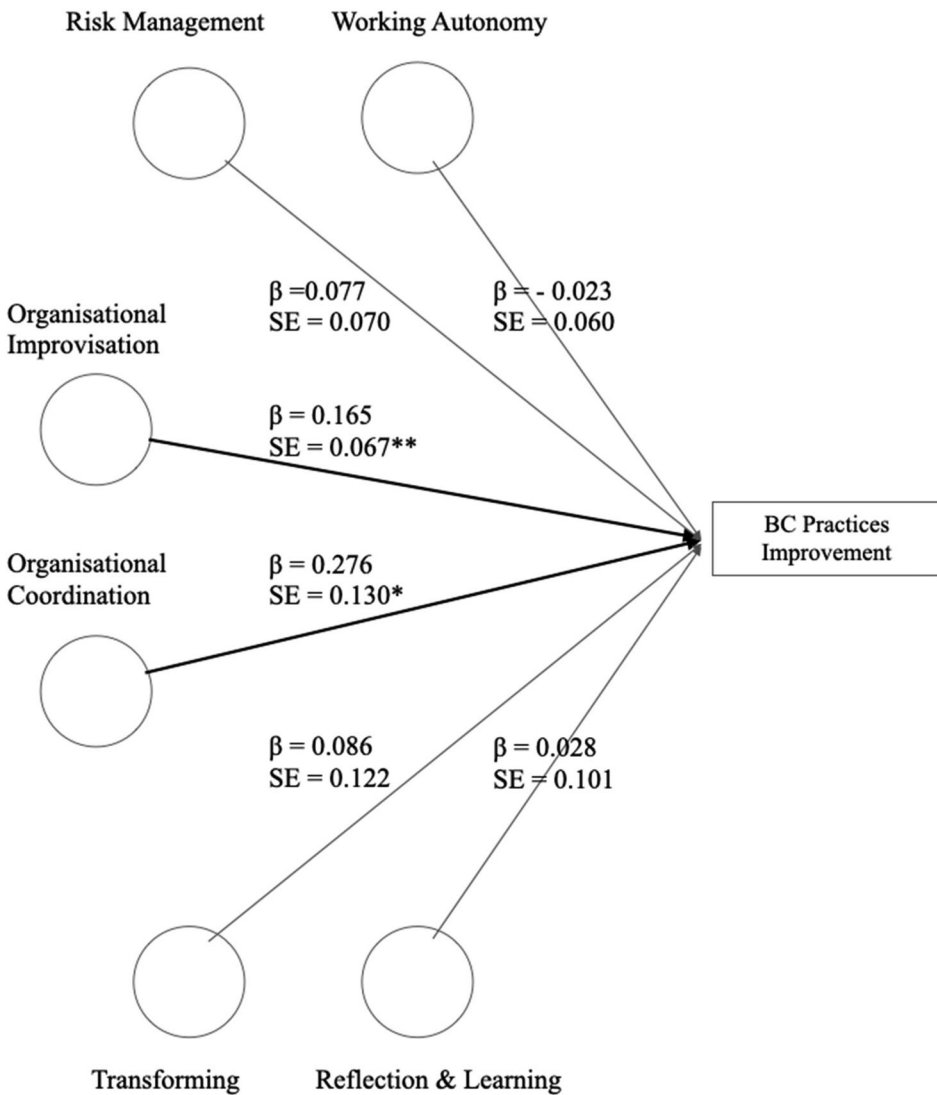 Risk Management
Working Autonomy
β =0.077
SE = 0.070
β = - 0.023
SE = 0.060
Organisational
Improvisation
β = 0.165
SE = 0.067**
BC Practices
Improvement
Organisational
Coordination
β = 0.276
SE = 0.130*
β = 0.086
SE = 0.122
β = 0.028
SE = 0.101
Transforming
Reflection & Learning